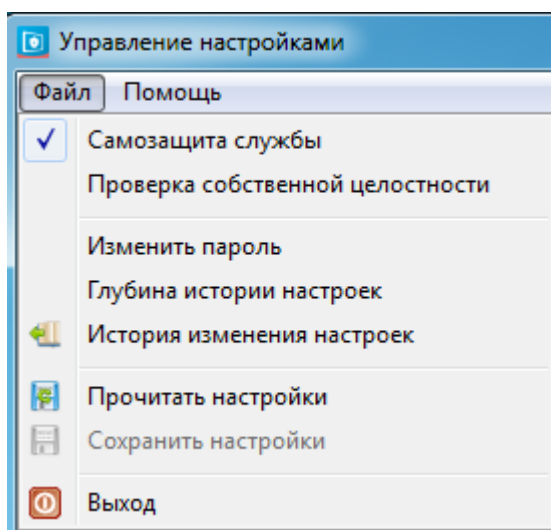 Управление настройками
Файл Помощь
Самозащита службы
Проверка собственной целостности
Изменить пароль
Глубина истории настроек
История изменения настроек
Прочитать настройки
Сохранить настройки
Выход